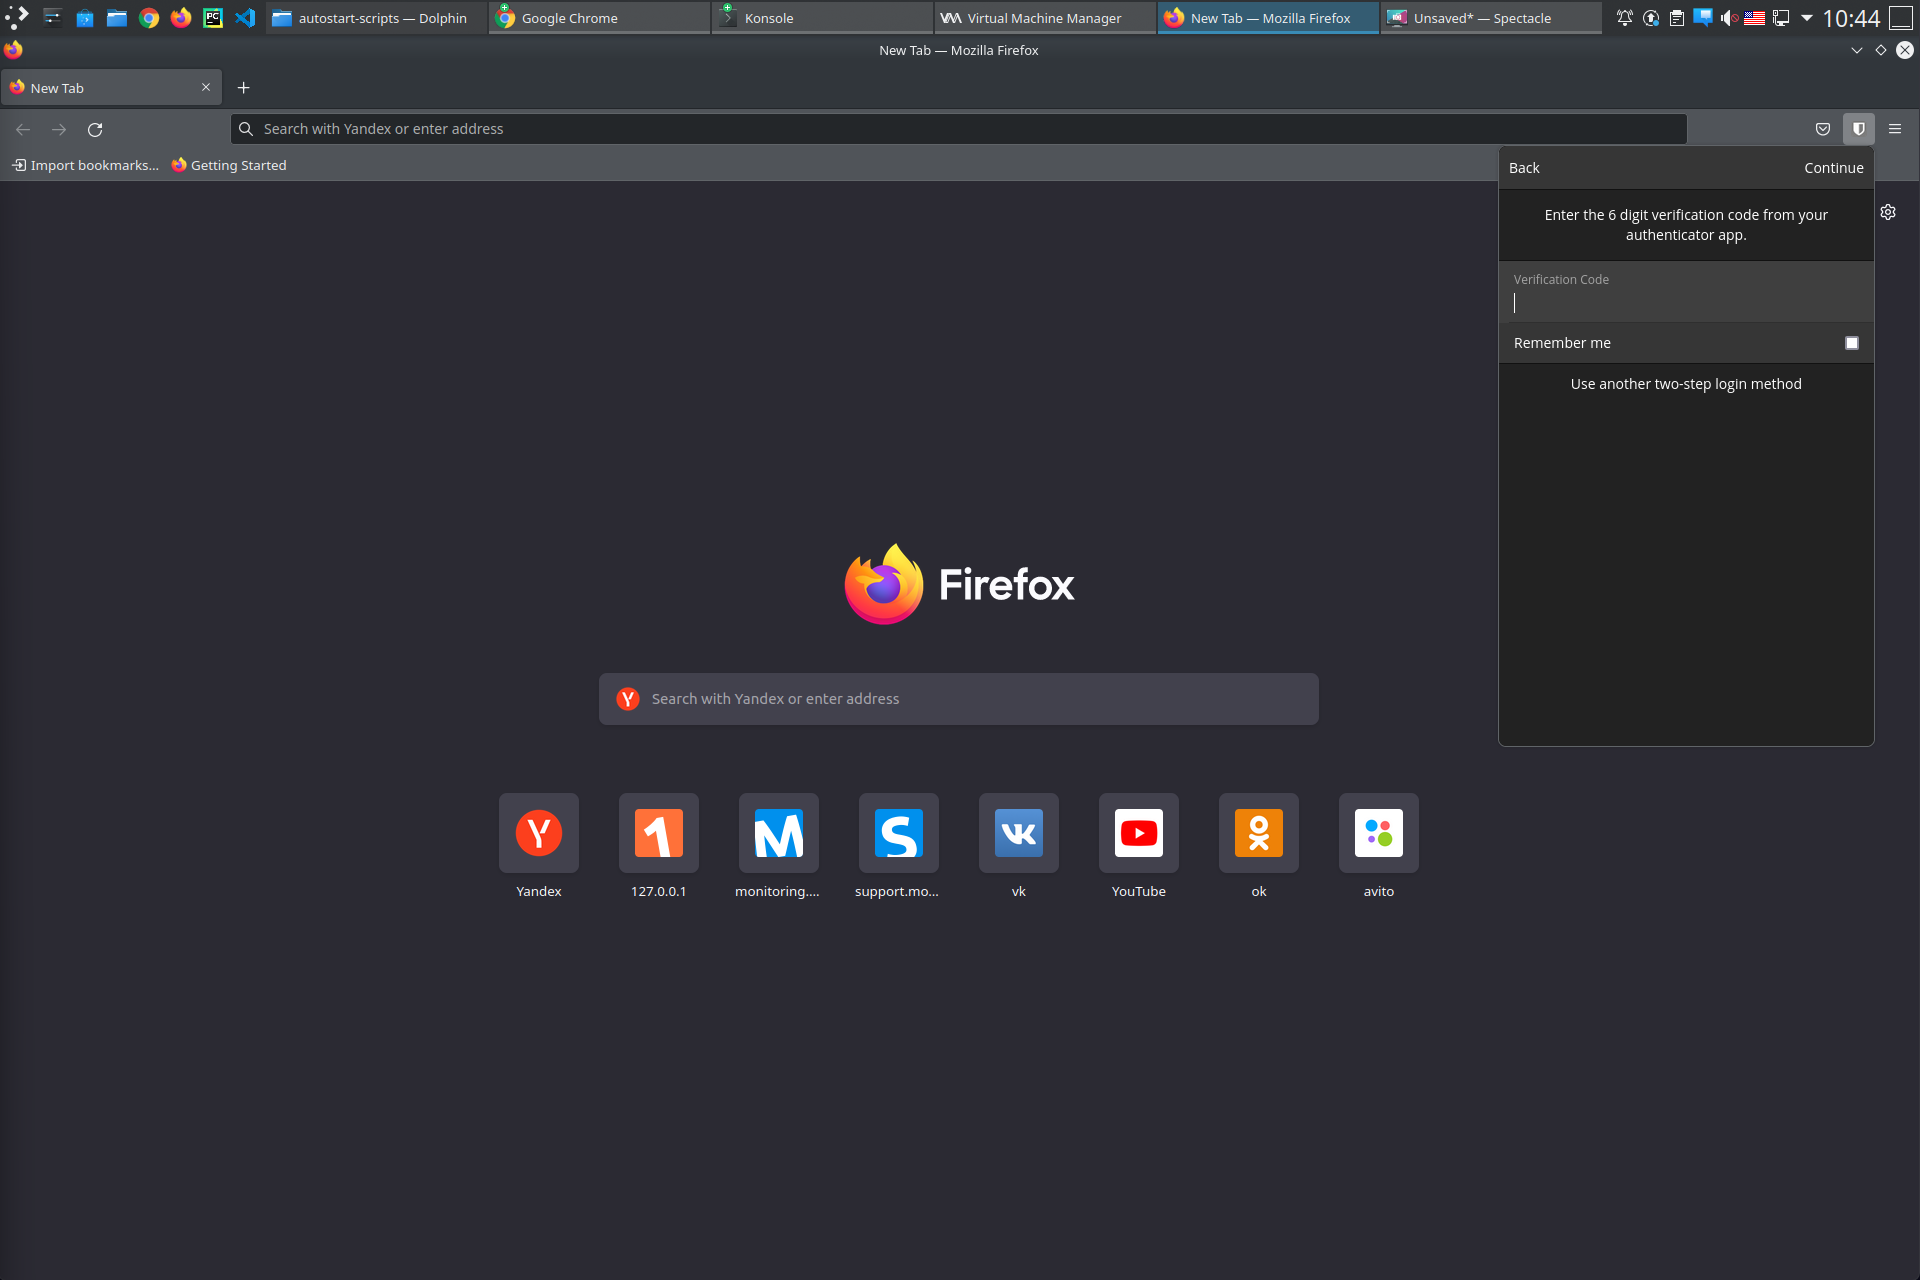 autostart-scripts — Dolphin
Google Chrome
Konsole
Virtual Machine Manager
New Tab — Mozilla Firefox
Unsaved* — Spectacle
10:44
New Tab — Mozilla Firefox
New Tab
Search with Yandex or enter address
Import bookmarks...
Getting Started
Back
Continue
Enter the 6 digit verification code from your
authenticator app.
Verification Code
Remember me
Use another two-step login method
Firefox
Search with Yandex or enter address
Yandex
127.0.0.1
monitoring....
support.mo...
vk
YouTube
ok
avito